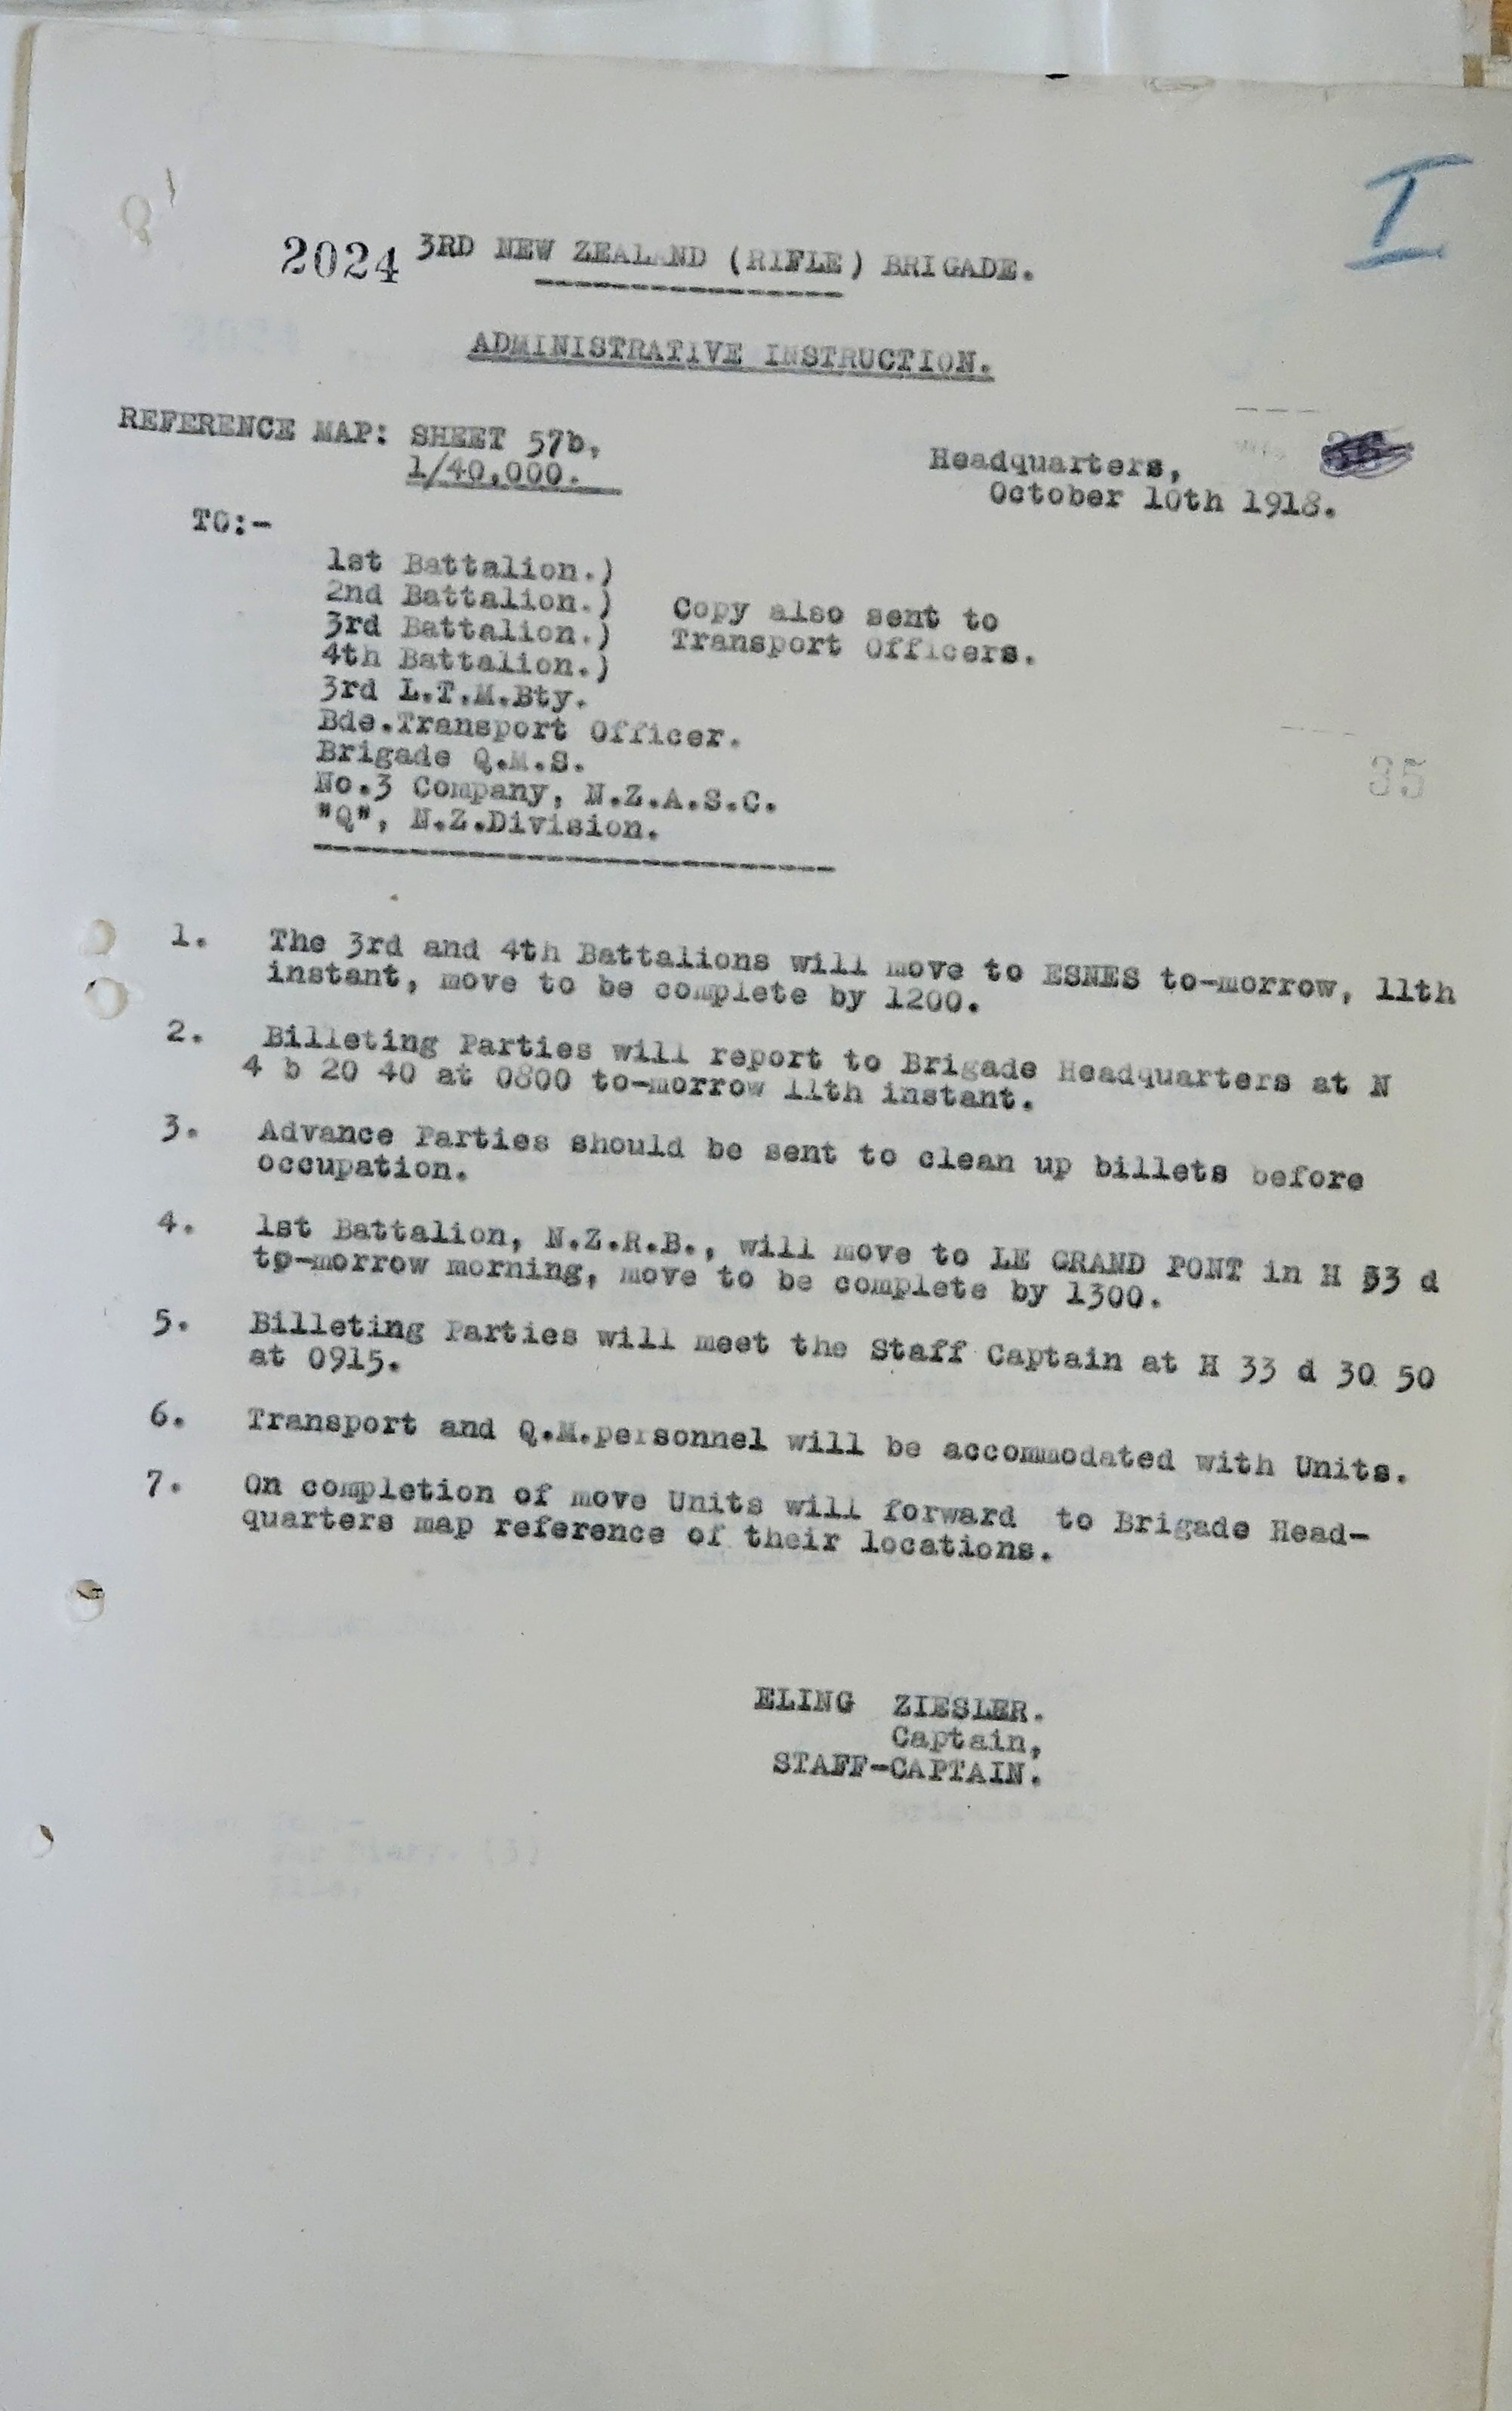 I
2024 3RD NEW ZEALAND (RIFLE) BRIGADE.
ADMINISTRATIVE INSTRUCTION.
REFERENCE MAP: SHEET 57b,
1/40,000.
Headquarters,
October 10th 1918.
TO:-
1st Battalion.)
2nd Battalion.) Copy also sent to
3rd Battalion.) Transport Officers.
4th Battalion.)
3rd L.T.M.Bty.
Bde.Transport Officer.
Brigade Q.M.S.
No.3 Company, N.Z.A.S.C.
"Q", N.Z.Division.
35
1. The 3rd and 4th Battalions will move to ESNES to-morrow, 11th
instant, move to be complete by 1200.
2. Billeting Parties will report to Brigade Headquarters at N
4 b 20 40 at 0800 to-morrow 11th instant.
3. Advance Parties should be sent to clean up billets before
occupation.
4. 1st Battalion, N.Z.R.B., will move to LE GRAND PONT in H 33 d
to-morrow morning, move to be complete by 1300.
5. Billeting Parties will meet the Staff Captain at H 33 d 30 50
at 0915.
6. Transport and Q.M.personnel will be accommodated with Units.
7. On completion of move Units will forward to Brigade Head-
quarters map reference of their locations.
ELING ZIESLER.
Captain,
STAFF-CAPTAIN.